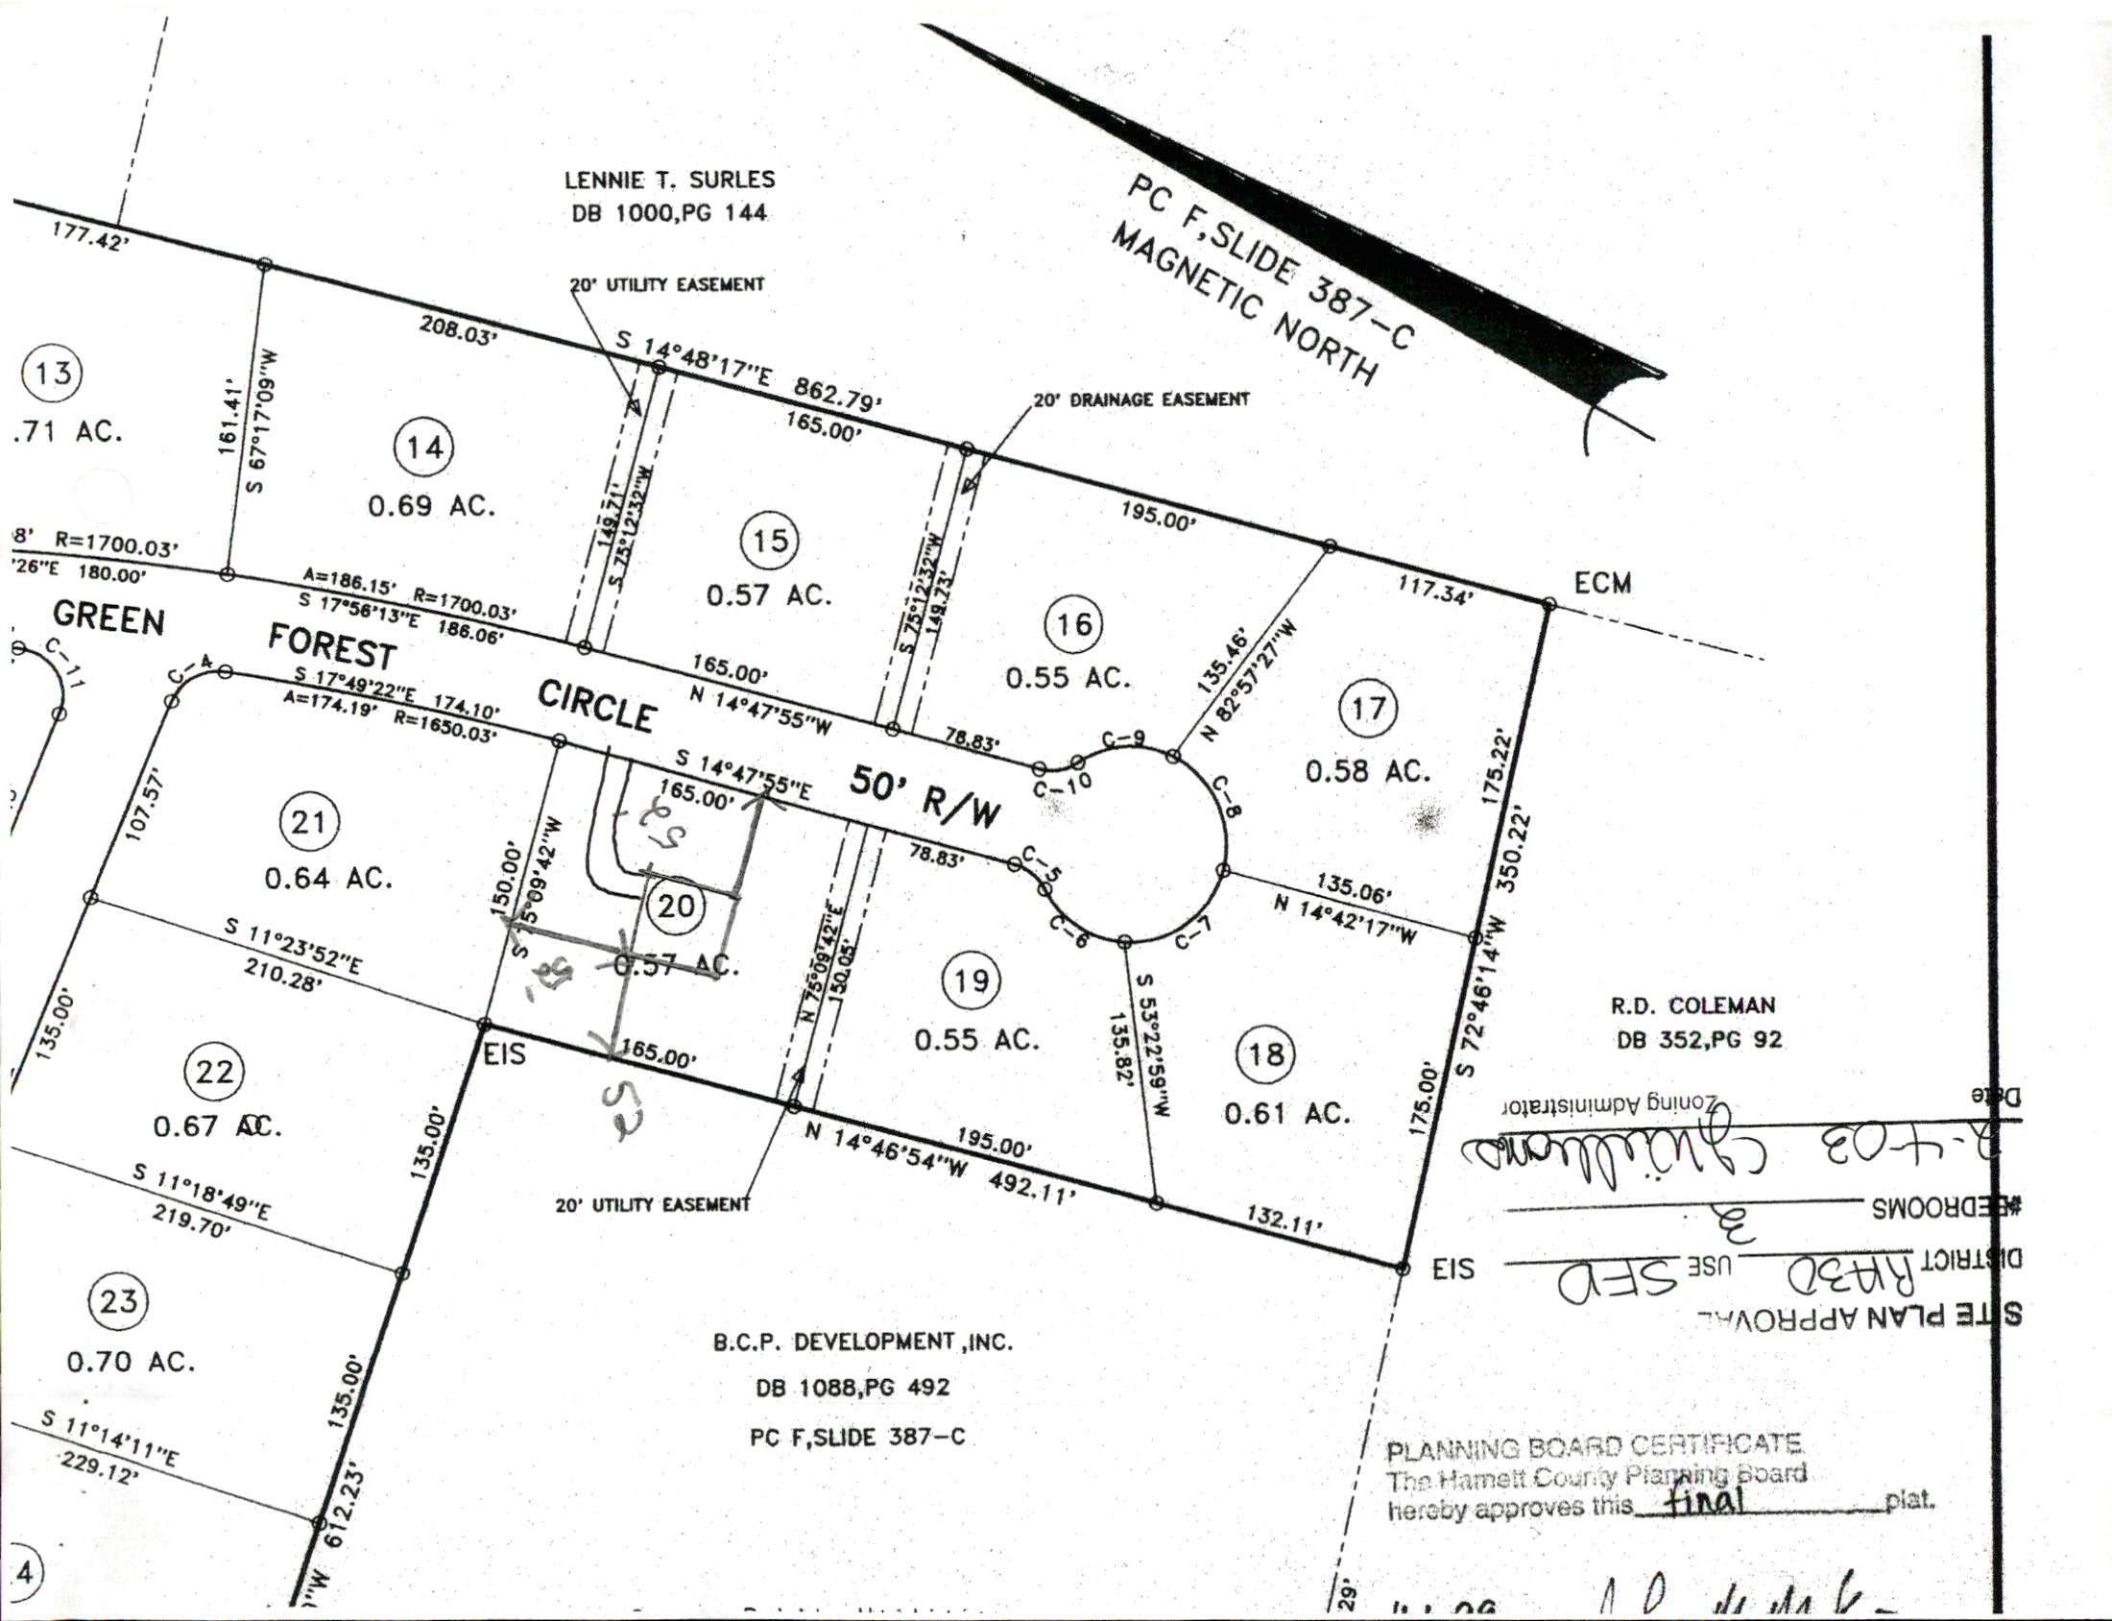 LENNIE T. SURLES
DB 1000,PG 144
PC F,SLIDE 387-C
MAGNETIC NORTH
177.42'
20' UTILITY EASEMENT
208.03'
S 14°48'17"E 862.79'
165.00'
20' DRAINAGE EASEMENT
195.00'
117.34'
ECM
13
.71 AC.
161.41'
S 67°17'09"W
14
0.69 AC.
149.71'
S 75°12'32"W
15
0.57 AC.
S 75°12'32"W
149.73'
16
0.55 AC.
135.46'
N 82°57'27"W
17
0.58 AC.
175.22'
8' R=1700.03'
'26"E 180.00'
A=186.15' R=1700.03'
S 17°56'13"E 186.06'
165.00'
N 14°47'55"W
78.83'
C-10
C-9
C-8
GREEN FOREST CIRCLE
50' R/W
C-11
C-4
S 17°49'22"E 174.10'
A=174.19' R=1650.03'
S 14°47'55"E
165.00'
78.83'
C-5
C-6
C-7
135.06'
N 14°42'17"W
S 72°46'14"W 350.22'
107.57'
21
0.64 AC.
150.00'
20
0.57 AC.
N 75°09'42"E
150.05'
19
0.55 AC.
S 53°22'59"W
135.82'
18
0.61 AC.
175.00'
S 11°23'52"E
210.28'
135.00'
EIS
165.00'
52
22
0.67 AC.
135.00'
N 14°46'54"W 492.11'
195.00'
132.11'
EIS
20' UTILITY EASEMENT
S 11°18'49"E
219.70'
23
0.70 AC.
135.00'
S 11°14'11"E
229.12'
612.23'
4
B.C.P. DEVELOPMENT,INC.
DB 1088,PG 492
PC F,SLIDE 387-C
R.D. COLEMAN
DB 352,PG 92
SITE PLAN APPROVAL
DISTRICT RA30 USE SFD
#BEDROOMS 3
Date Zoning Administrator
PLANNING BOARD CERTIFICATE
The Harnett County Planning Board
hereby approves this final plat.
29'